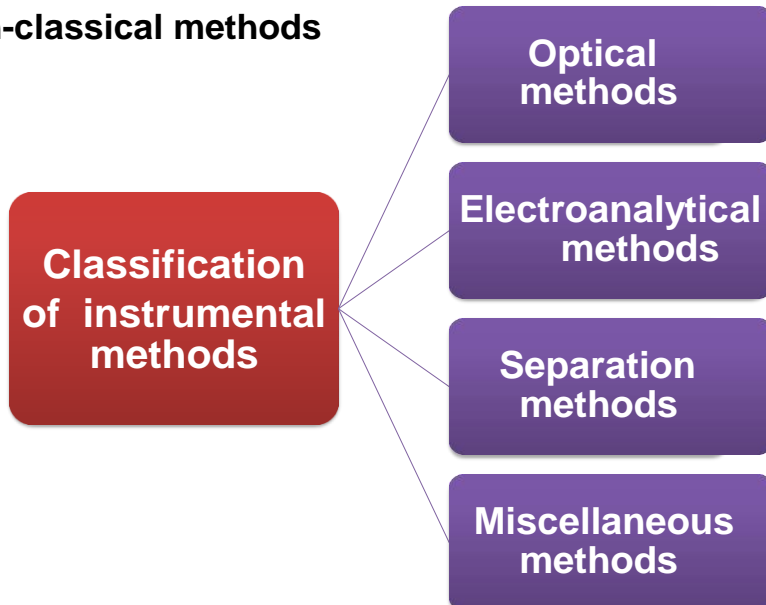 -classical methods
Optical
methods
Electroanalytical
methods
Classification
of instrumental
methods
Separation
methods
Miscellaneous
methods